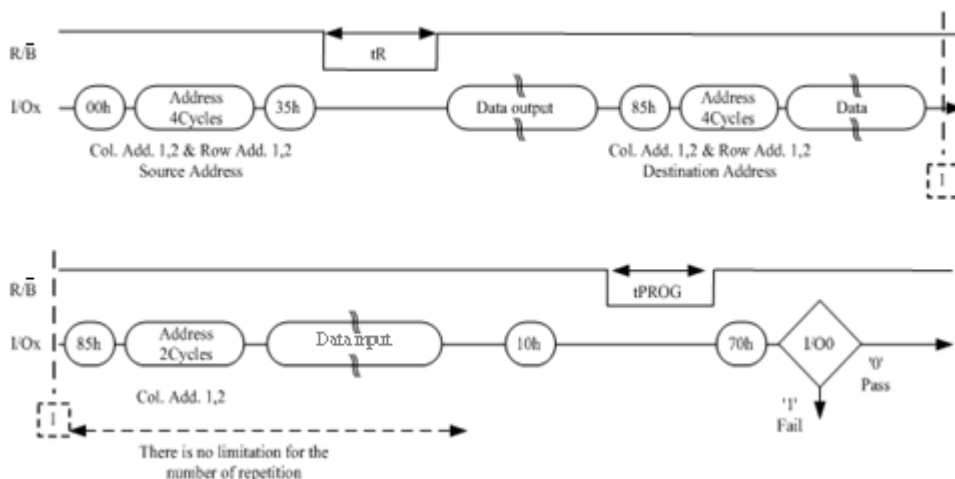 R/B̅
tR
I/Ox
00h
Address
4Cycles
35h
Data output
85h
Address
4Cycles
Data
Col. Add. 1,2 & Row Add. 1,2
Source Address
Col. Add. 1,2 & Row Add. 1,2
Destination Address
1
R/B̅
tPROG
I/Ox
85h
Address
2Cycles
Data input
10h
70h
I/O0
'0'
Pass
Col. Add. 1,2
'1'
Fail
1
There is no limitation for the
number of repetition